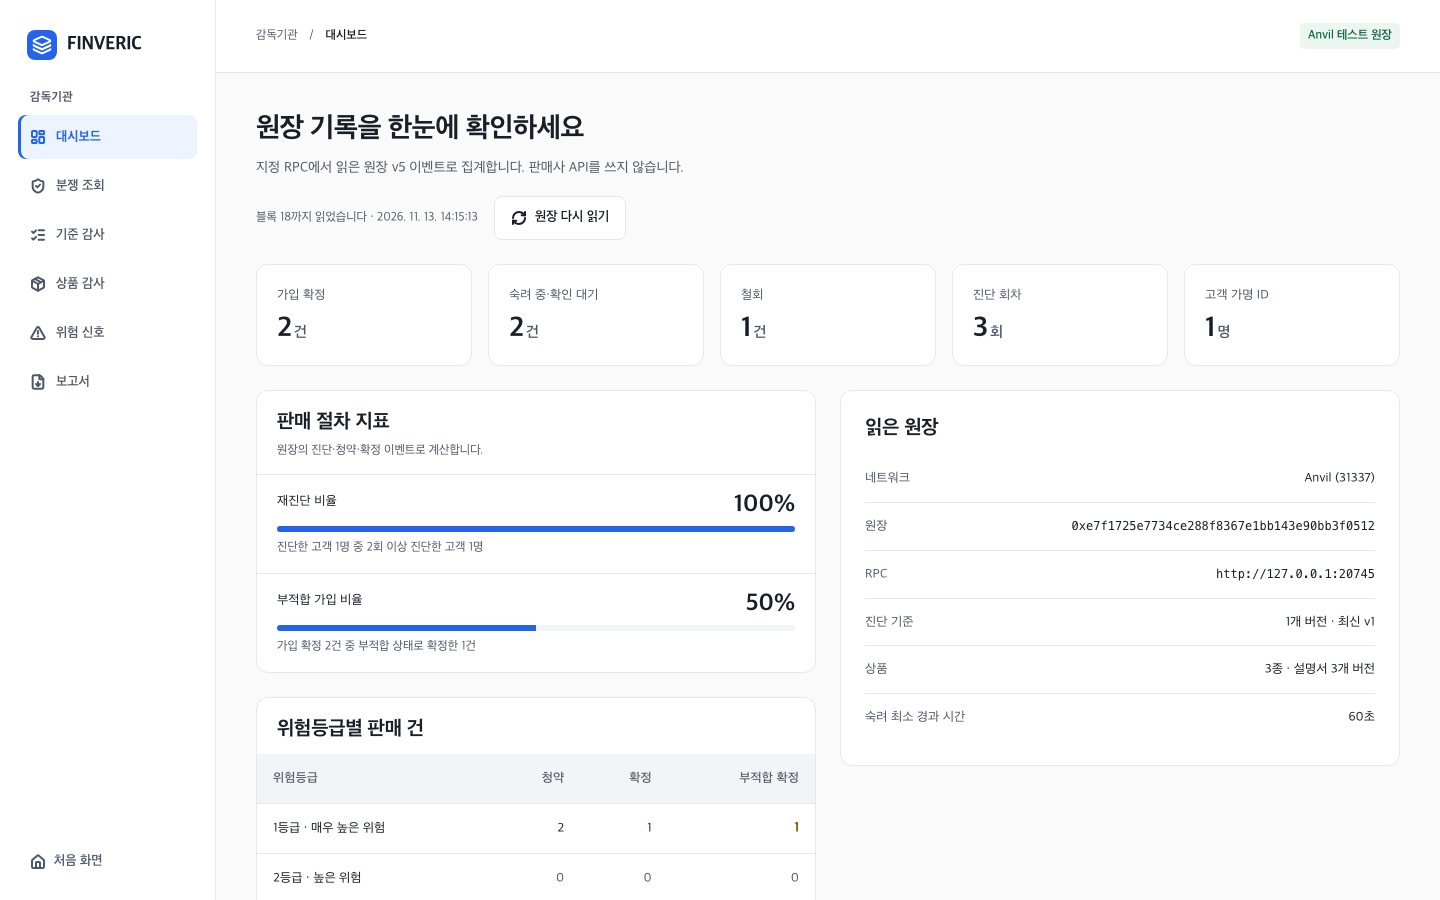 FINVERIC
감독기관
대시보드
분쟁 조회
기준 감사
상품 감사
위험 신호
보고서
처음 화면
감독기관 / 대시보드
Anvil 테스트 원장
원장 기록을 한눈에 확인하세요
지정 RPC에서 읽은 원장 v5 이벤트로 집계합니다. 판매사 API를 쓰지 않습니다.
블록 18까지 읽었습니다 · 2026. 11. 13. 14:15:13
원장 다시 읽기
가입 확정
2건
숙려 중·확인 대기
2건
철회
1건
진단 회차
3회
고객 가명 ID
1명
판매 절차 지표
원장의 진단·청약·확정 이벤트로 계산합니다.
재진단 비율 100%
진단한 고객 1명 중 2회 이상 진단한 고객 1명
부적합 가입 비율 50%
가입 확정 2건 중 부적합 상태로 확정한 1건
위험등급별 판매 건
위험등급 청약 확정 부적합 확정
1등급 · 매우 높은 위험 2 1 1
2등급 · 높은 위험 0 0 0
읽은 원장
네트워크 Anvil (31337)
원장 0xe7f1725e7734ce288f8367e1bb143e90bb3f0512
RPC http://127.0.0.1:20745
진단 기준 1개 버전 · 최신 v1
상품 3종 · 설명서 3개 버전
숙려 최소 경과 시간 60초